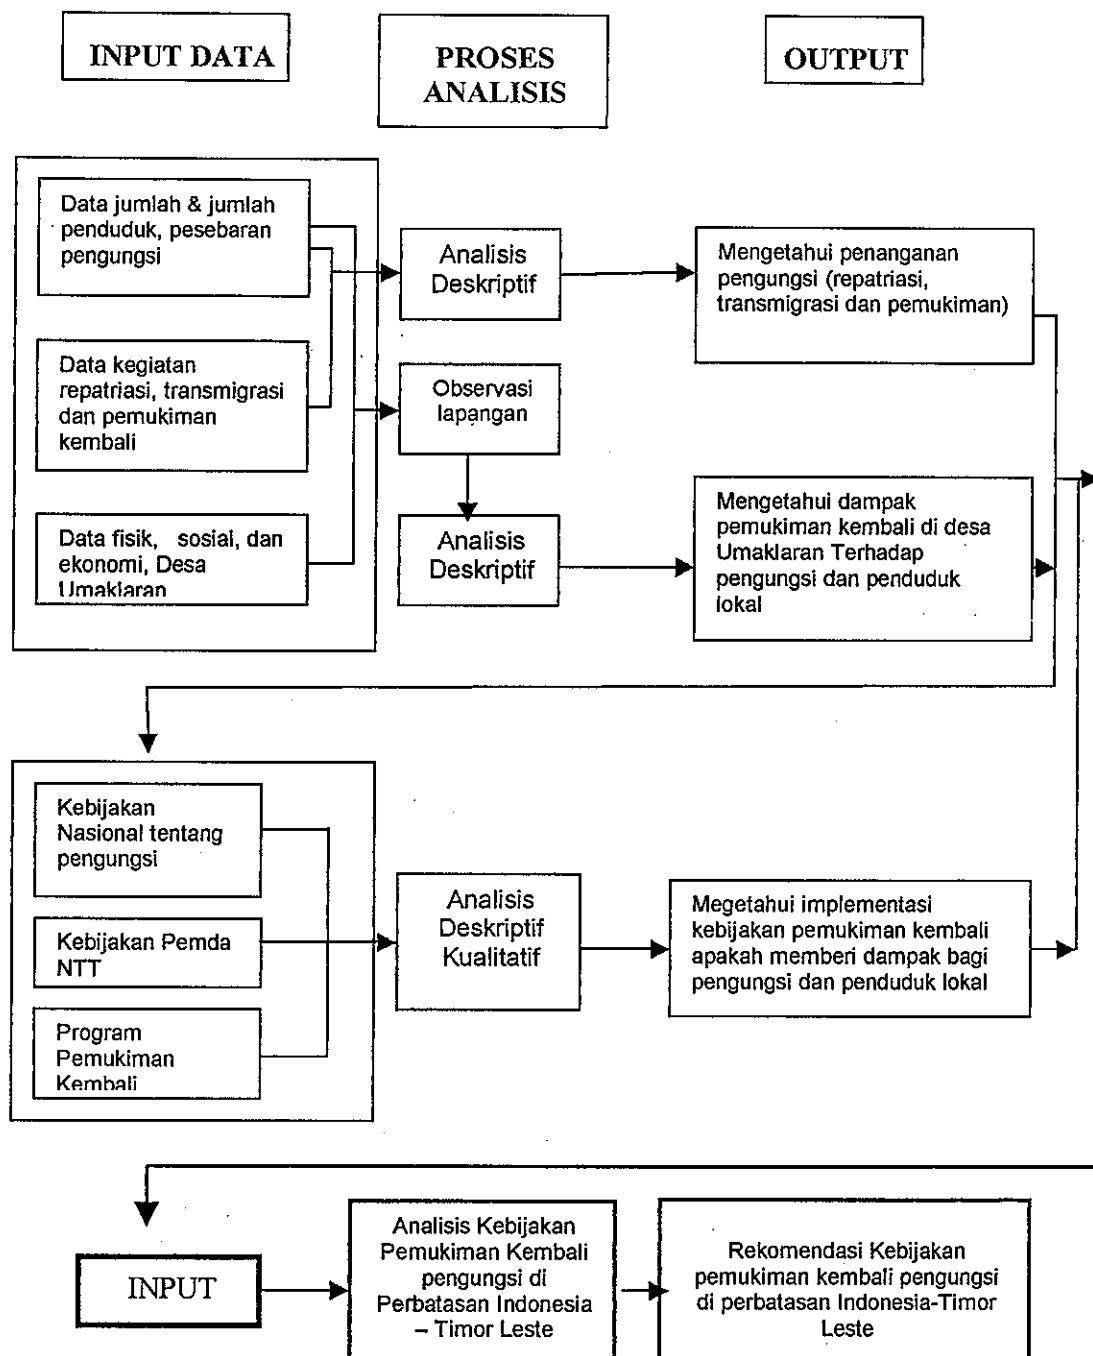 INPUT DATA
PROSES
ANALISIS
OUTPUT
Data jumlah & jumlah
penduduk, pesebaran
pengungsi
Analisis
Deskriptif
Mengetahui penanganan
pengungsi (repatriasi,
transmigrasi dan pemukiman)
Data kegiatan
repatriasi, transmigrasi
dan pemukiman
kembali
Observasi
lapangan
Data fisik, sosial, dan
ekonomi, Desa
Umaklaran
Analisis
Deskriptif
Mengetahui dampak
pemukiman kembali di desa
Umaklaran Terhadap
pengungsi dan penduduk
lokal
Kebijakan
Nasional tentang
pengungsi
Kebijakan Pemda
NTT
Program
Pemukiman
Kembali
Analisis
Deskriptif
Kualitatif
Megetahui implementasi
kebijakan pemukiman kembali
apakah memberi dampak bagi
pengungsi dan penduduk lokal
INPUT
Analisis Kebijakan
Pemukiman Kembali
pengungsi di
Perbatasan Indonesia
– Timor Leste
Rekomendasi Kebijakan
pemukiman kembali pengungsi
di perbatasan Indonesia-Timor
Leste